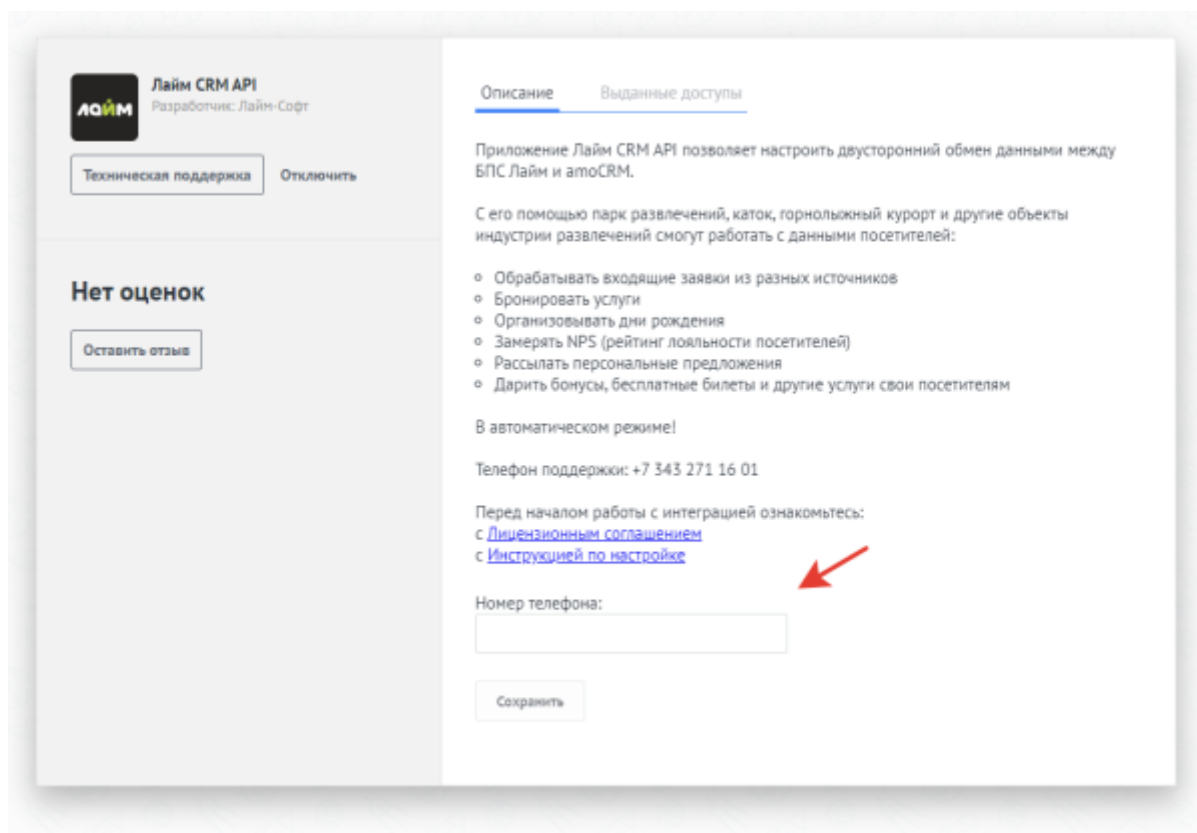 Лайм CRM API
Разработчик: Лайм-Софт
лайм
Техническая поддержка
Отключить
Нет оценок
Оставить отзыв
Описание
Выданные доступы
Приложение Лайм CRM API позволяет настроить двусторонний обмен данными между
БПС Лайм и amoCRM.
С его помощью парк развлечений, каток, горнолыжный курорт и другие объекты
индустрии развлечений смогут работать с данными посетителей:
Обрабатывать входящие заявки из разных источников
Бронировать услуги
Организовывать дни рождения
Замерять NPS (рейтинг лояльности посетителей)
Рассылать персональные предложения
Дарить бонусы, бесплатные билеты и другие услуги свои посетителям
В автоматическом режиме!
Телефон поддержки: +7 343 271 16 01
Перед началом работы с интеграцией ознакомьтесь:
с Лицензионным соглашением
с Инструкцией по настройке
Номер телефона:
Сохранить